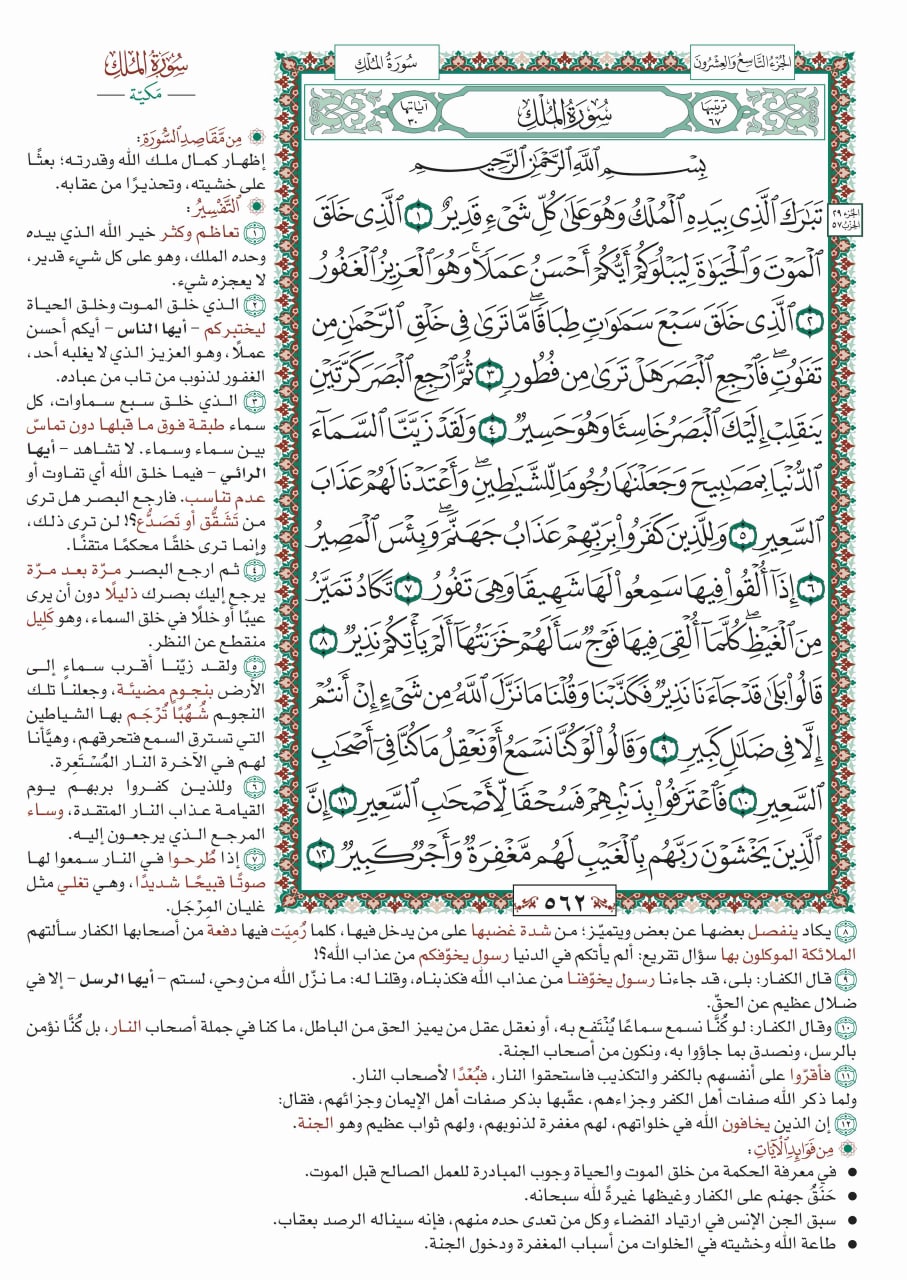 الجُزْءُ التَّاسِعُ وَالعِشْرُونَ
سُورَةُ المُلْكِ
ترتيبها ٦٧
سُورَةُ المُلْكِ
آياتها ٣٠
بِسْمِ اللَّهِ الرَّحْمَٰنِ الرَّحِيمِ
الجزء ٢٩
الحزب ٥٧
تَبَٰرَكَ ٱلَّذِى بِيَدِهِ ٱلْمُلْكُ وَهُوَ عَلَىٰ كُلِّ شَىْءٍ قَدِيرٌ ١ ٱلَّذِى خَلَقَ
ٱلْمَوْتَ وَٱلْحَيَوٰةَ لِيَبْلُوَكُمْ أَيُّكُمْ أَحْسَنُ عَمَلًاۚ وَهُوَ ٱلْعَزِيزُ ٱلْغَفُورُ
٢ ٱلَّذِى خَلَقَ سَبْعَ سَمَٰوَٰتٍ طِبَاقًاۖ مَّا تَرَىٰ فِى خَلْقِ ٱلرَّحْمَٰنِ مِن
تَفَٰوُتٍۖ فَٱرْجِعِ ٱلْبَصَرَ هَلْ تَرَىٰ مِن فُطُورٍ ٣ ثُمَّ ٱرْجِعِ ٱلْبَصَرَ كَرَّتَيْنِ
يَنقَلِبْ إِلَيْكَ ٱلْبَصَرُ خَاسِئًا وَهُوَ حَسِيرٌ ٤ وَلَقَدْ زَيَّنَّا ٱلسَّمَآءَ
ٱلدُّنْيَا بِمَصَٰبِيحَ وَجَعَلْنَٰهَا رُجُومًا لِّلشَّيَٰطِينِۖ وَأَعْتَدْنَا لَهُمْ عَذَابَ
ٱلسَّعِيرِ ٥ وَلِلَّذِينَ كَفَرُوا۟ بِرَبِّهِمْ عَذَابُ جَهَنَّمَۖ وَبِئْسَ ٱلْمَصِيرُ
٦ إِذَآ أُلْقُوا۟ فِيهَا سَمِعُوا۟ لَهَا شَهِيقًا وَهِىَ تَفُورُ ٧ تَكَادُ تَمَيَّزُ
مِنَ ٱلْغَيْظِۖ كُلَّمَآ أُلْقِىَ فِيهَا فَوْجٌ سَأَلَهُمْ خَزَنَتُهَآ أَلَمْ يَأْتِكُمْ نَذِيرٌ ٨
قَالُوا۟ بَلَىٰ قَدْ جَآءَنَا نَذِيرٌ فَكَذَّبْنَا وَقُلْنَا مَا نَزَّلَ ٱللَّهُ مِن شَىْءٍ إِنْ أَنتُمْ
إِلَّا فِى ضَلَٰلٍ كَبِيرٍ ٩ وَقَالُوا۟ لَوْ كُنَّا نَسْمَعُ أَوْ نَعْقِلُ مَا كُنَّا فِىٓ أَصْحَٰبِ
ٱلسَّعِيرِ ١٠ فَٱعْتَرَفُوا۟ بِذَنۢبِهِمْ فَسُحْقًا لِّأَصْحَٰبِ ٱلسَّعِيرِ ١١ إِنَّ
ٱلَّذِينَ يَخْشَوْنَ رَبَّهُم بِٱلْغَيْبِ لَهُم مَّغْفِرَةٌ وَأَجْرٌ كَبِيرٌ ١٢
٥٦٢
سُورَةُ المُلْكِ
مَكيّة
مِن مَّقَاصِدِ السُّورَةِ:
إظهار كمال ملك الله وقدرته؛ بعثًا
على خشيته، وتحذيرًا من عقابه.
التَّفْسِيرُ:
١ تعاظم وكثر خير الله الذي بيده
وحده الملك، وهو على كل شيء قدير،
لا يعجزه شيء.
٢ الذي خلق الموت وخلق الحياة
ليختبركم – أيها الناس – أيكم أحسن
عملًا، وهو العزيز الذي لا يغلبه أحد،
الغفور لذنوب من تاب من عباده.
٣ الذي خلق سبع سماوات، كل
سماء طبقة فوق ما قبلها دون تماسّ
بين سماء وسماء. لا تشاهد – أيها
الرائي – فيما خلق الله أي تفاوت أو
عدم تناسب. فارجع البصر هل ترى
من تَشَقُّق أو تَصَدُّع؟! لن ترى ذلك،
وإنما ترى خلقًا محكمًا متقنًا.
٤ ثم ارجع البصر مرّة بعد مرّة
يرجع إليك بصرك ذليلًا دون أن يرى
عيبًا أو خللًا في خلق السماء، وهو كَلِيل
منقطع عن النظر.
٥ ولقد زيّنّا أقرب سماء إلى
الأرض بنجوم مضيئة، وجعلنا تلك
النجوم شُهُبًا تُرْجَم بها الشياطين
التي تسترق السمع فتحرقهم، وهيَّأنا
لهم في الآخرة النار المُسْتَعِرة.
٦ وللذين كفروا بربهم يوم
القيامة عذاب النار المتقدة، وساء
المرجع الذي يرجعون إليه.
٧ إذا طُرحوا في النار سمعوا لها
صوتًا قبيحًا شديدًا، وهي تغلي مثل
غليان المِرْجَل.
٨ يكاد ينفصل بعضها عن بعض ويتميّز؛ من شدة غضبها على من يدخل فيها، كلما رُمِيَت فيها دفعة من أصحابها الكفار سألتهم
الملائكة الموكلون بها سؤال تقريع: ألم يأتكم في الدنيا رسول يخوّفكم من عذاب الله؟!
٩ قال الكفار: بلى، قد جاءنا رسول يخوّفنا من عذاب الله فكذبناه، وقلنا له: ما نزّل الله من وحي، لستم – أيها الرسل – إلا في
ضلال عظيم عن الحقّ.
١٠ وقال الكفار: لو كُنَّا نسمع سماعًا يُنْتَفع به، أو نعقل عقل من يميز الحق من الباطل، ما كنا في جملة أصحاب النار، بل كُنَّا نؤمن
بالرسل، ونصدق بما جاؤوا به، ونكون من أصحاب الجنة.
١١ فأقرّوا على أنفسهم بالكفر والتكذيب فاستحقوا النار، فبُعْدًا لأصحاب النار.
ولما ذكر الله صفات أهل الكفر وجزاءهم، عقّبها بذكر صفات أهل الإيمان وجزائهم، فقال:
١٢ إن الذين يخافون الله في خلواتهم، لهم مغفرة لذنوبهم، ولهم ثواب عظيم وهو الجنة.
مِن فَوَائِدِ الآيَاتِ:
• في معرفة الحكمة من خلق الموت والحياة وجوب المبادرة للعمل الصالح قبل الموت.
• حَنَقُ جهنم على الكفار وغيظها غيرةً لله سبحانه.
• سبق الجن الإنس في ارتياد الفضاء وكل من تعدى حده منهم، فإنه سيناله الرصد بعقاب.
• طاعة الله وخشيته في الخلوات من أسباب المغفرة ودخول الجنة.